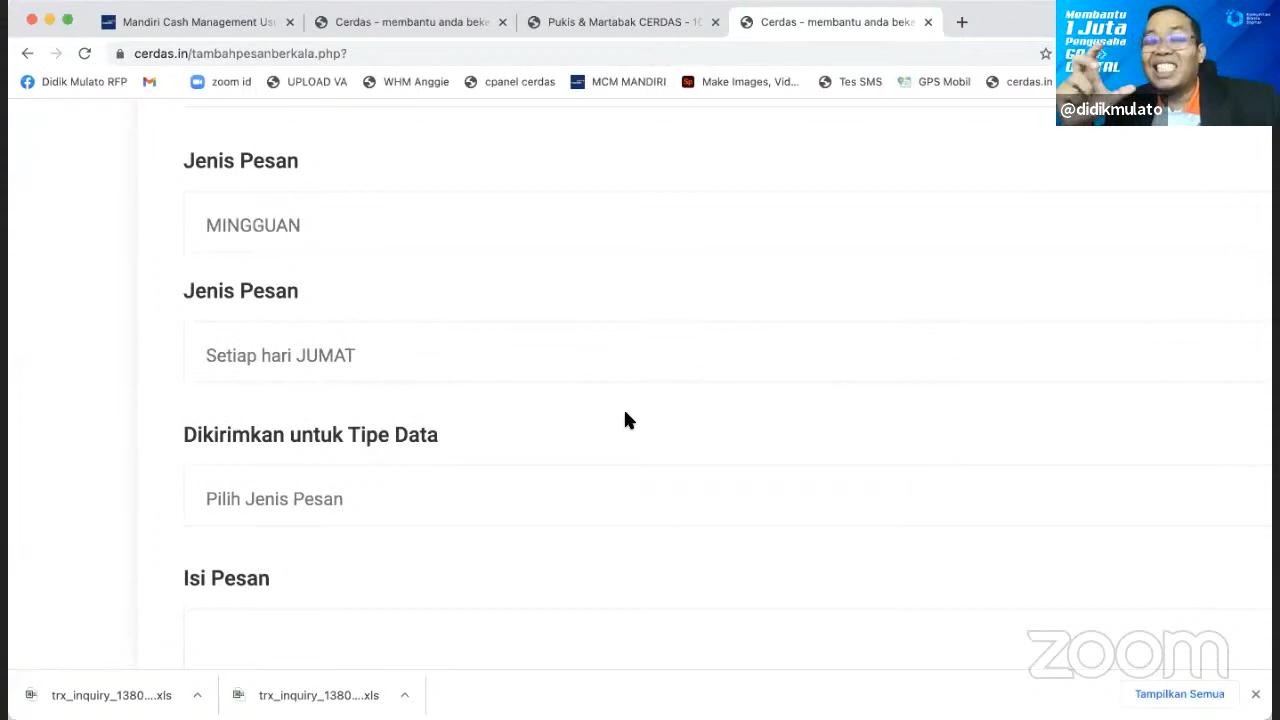 Mandiri Cash Management Us
Cerdas - membantu anda beke
Pukis & Martabak CERDAS - 1
Cerdas - membantu anda beke
cerdas.in/tambahpesanberkala.php?
Didik Mulato RFP
zoom id
UPLOAD VA
WHM Anggie
cpanel cerdas
MCM MANDIRI
Make Images, Vid...
Tes SMS
GPS Mobil
cerdas.in
Membantu
1 Juta
Pengusaha
@didikmulato
Jenis Pesan
MINGGUAN
Jenis Pesan
Setiap hari JUMAT
Dikirimkan untuk Tipe Data
Pilih Jenis Pesan
Isi Pesan
zoom
trx_inquiry_1380....xls
trx_inquiry_1380....xls
Tampilkan Semua